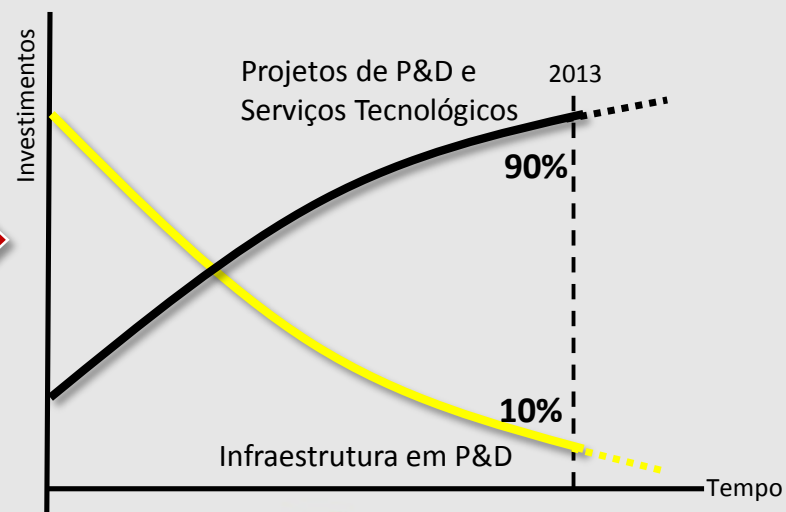 Investimentos
Projetos de P&D e
Serviços Tecnológicos
2013
90%
10%
Infraestrutura em P&D
Tempo